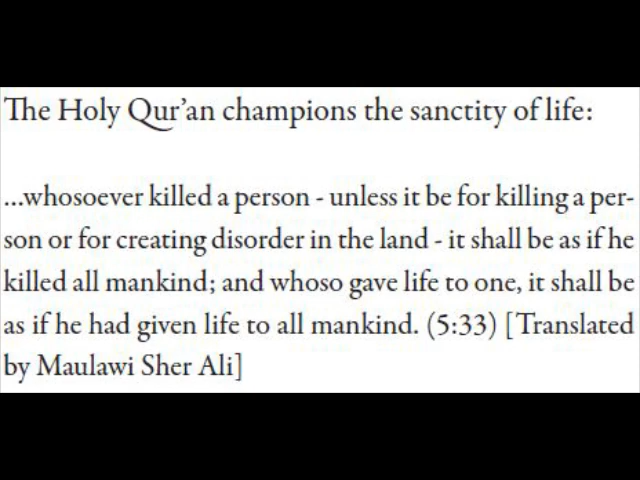 The Holy Qur’an champions the sanctity of life:
...whosoever killed a person - unless it be for killing a per-
son or for creating disorder in the land - it shall be as if he
killed all mankind; and whoso gave life to one, it shall be
as if he had given life to all mankind. (5:33) [Translated
by Maulawi Sher Ali]